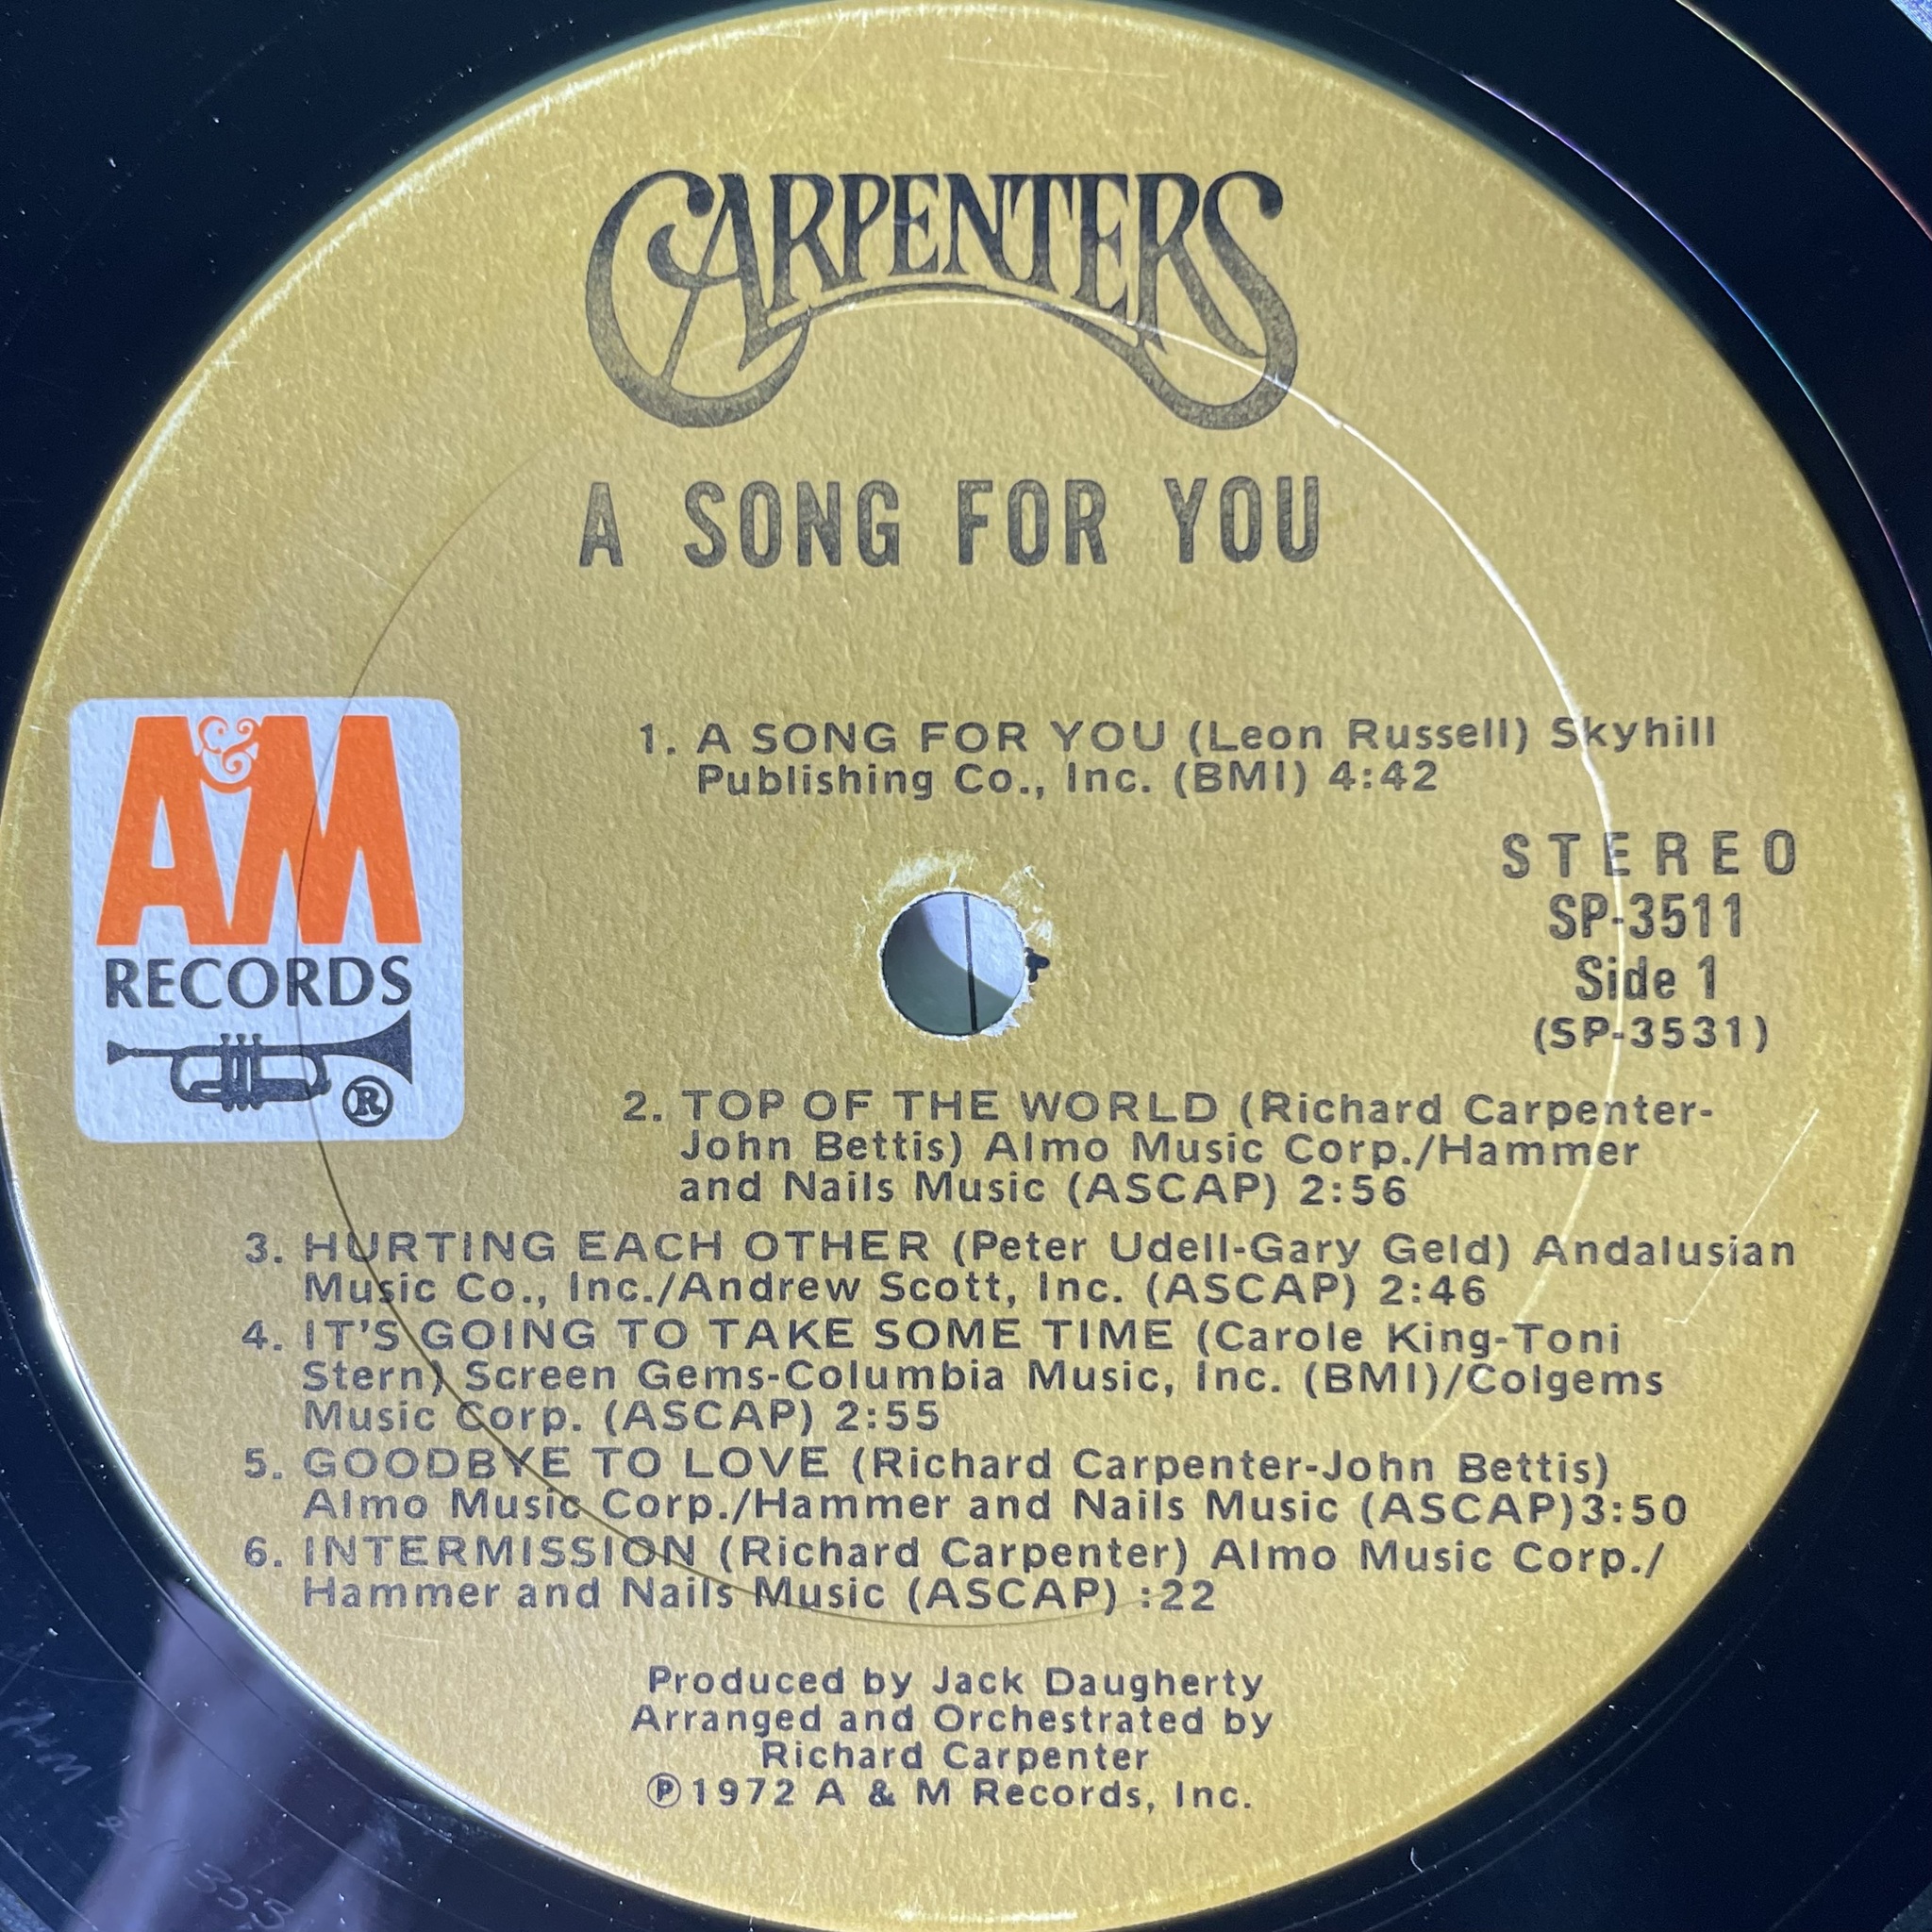 CARPENTERS
A SONG FOR YOU
A&M
RECORDS
®
1. A SONG FOR YOU (Leon Russell) Skyhill
Publishing Co., Inc. (BMI) 4:42
STEREO
SP-3511
Side 1
(SP-3531)
2. TOP OF THE WORLD (Richard Carpenter-
John Bettis) Almo Music Corp./Hammer
and Nails Music (ASCAP) 2:56
3. HURTING EACH OTHER (Peter Udell-Gary Geld) Andalusian
Music Co., Inc./Andrew Scott, Inc. (ASCAP) 2:46
4. IT'S GOING TO TAKE SOME TIME (Carole King-Toni
Stern) Screen Gems-Columbia Music, Inc. (BMI)/Colgems
Music Corp. (ASCAP) 2:55
5. GOODBYE TO LOVE (Richard Carpenter-John Bettis)
Almo Music Corp./Hammer and Nails Music (ASCAP)3:50
6. INTERMISSION (Richard Carpenter) Almo Music Corp./
Hammer and Nails Music (ASCAP) :22
Produced by Jack Daugherty
Arranged and Orchestrated by
Richard Carpenter
℗1972 A & M Records, Inc.